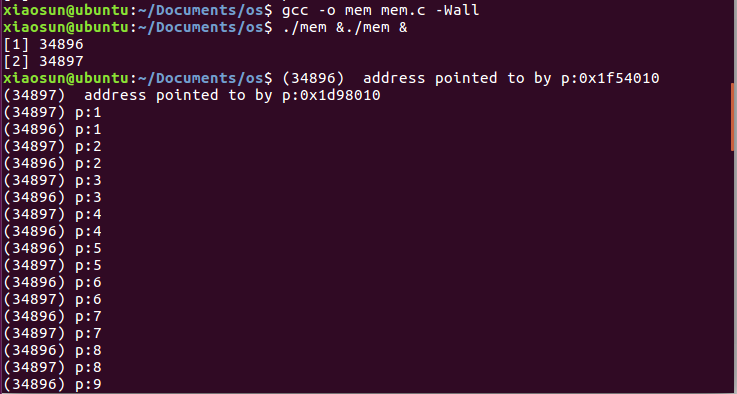 xiaosun@ubuntu:~/Documents/os$ gcc -o mem mem.c -Wall
xiaosun@ubuntu:~/Documents/os$ ./mem &./mem &
[1] 34896
[2] 34897
xiaosun@ubuntu:~/Documents/os$ (34896)  address pointed to by p:0x1f54010
(34897)  address pointed to by p:0x1d98010
(34897) p:1
(34896) p:1
(34897) p:2
(34896) p:2
(34897) p:3
(34896) p:3
(34897) p:4
(34896) p:4
(34896) p:5
(34897) p:5
(34896) p:6
(34896) p:6
(34896) p:7
(34897) p:7
(34896) p:8
(34897) p:8
(34896) p:9